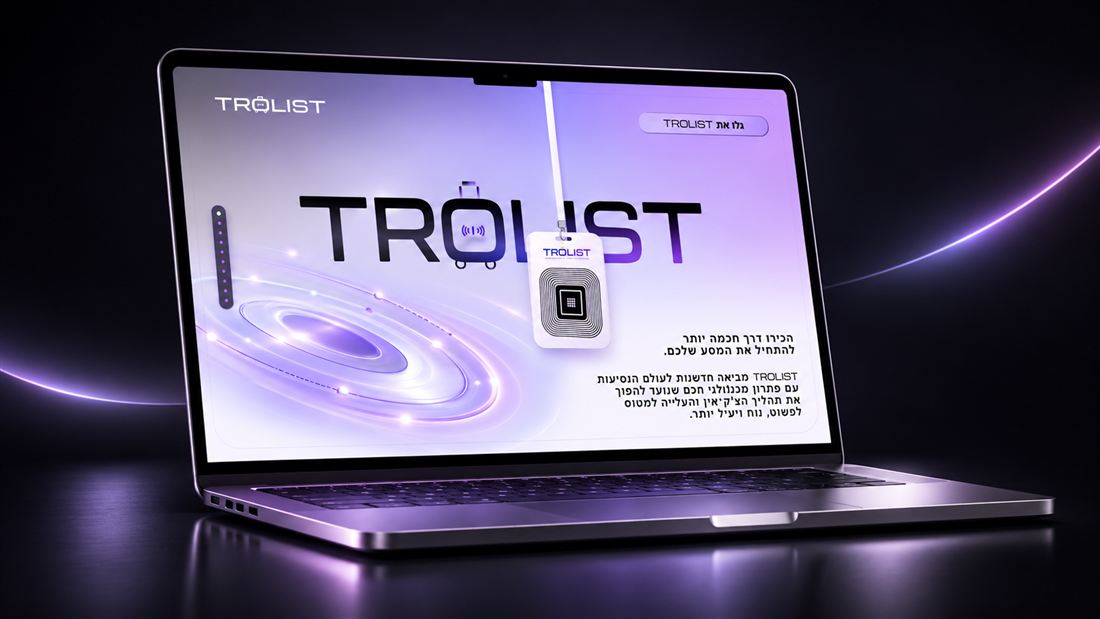 TROLIST
גלו את TROLIST
TROLIST
TROLIST
הכירו דרך חכמה יותר
להתחיל את המסע שלכם.
TROLIST מביאה חדשנות לעולם הנסיעות
עם פתרון מכנולוגי חכם שנועד להפוך
את תהליך הצ'ק־אין והעלייה למטוס
לפשוט, נוח ויעיל יותר.